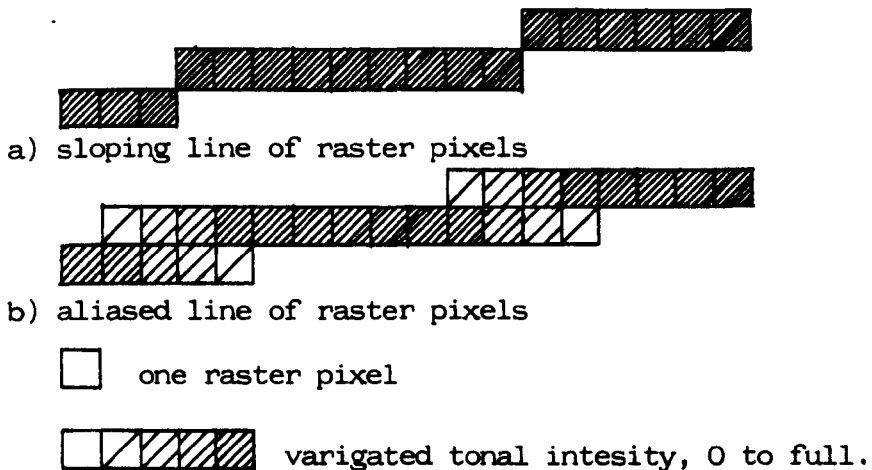 a) sloping line of raster pixels
b) aliased line of raster pixels
one raster pixel
varigated tonal intesity, 0 to full.